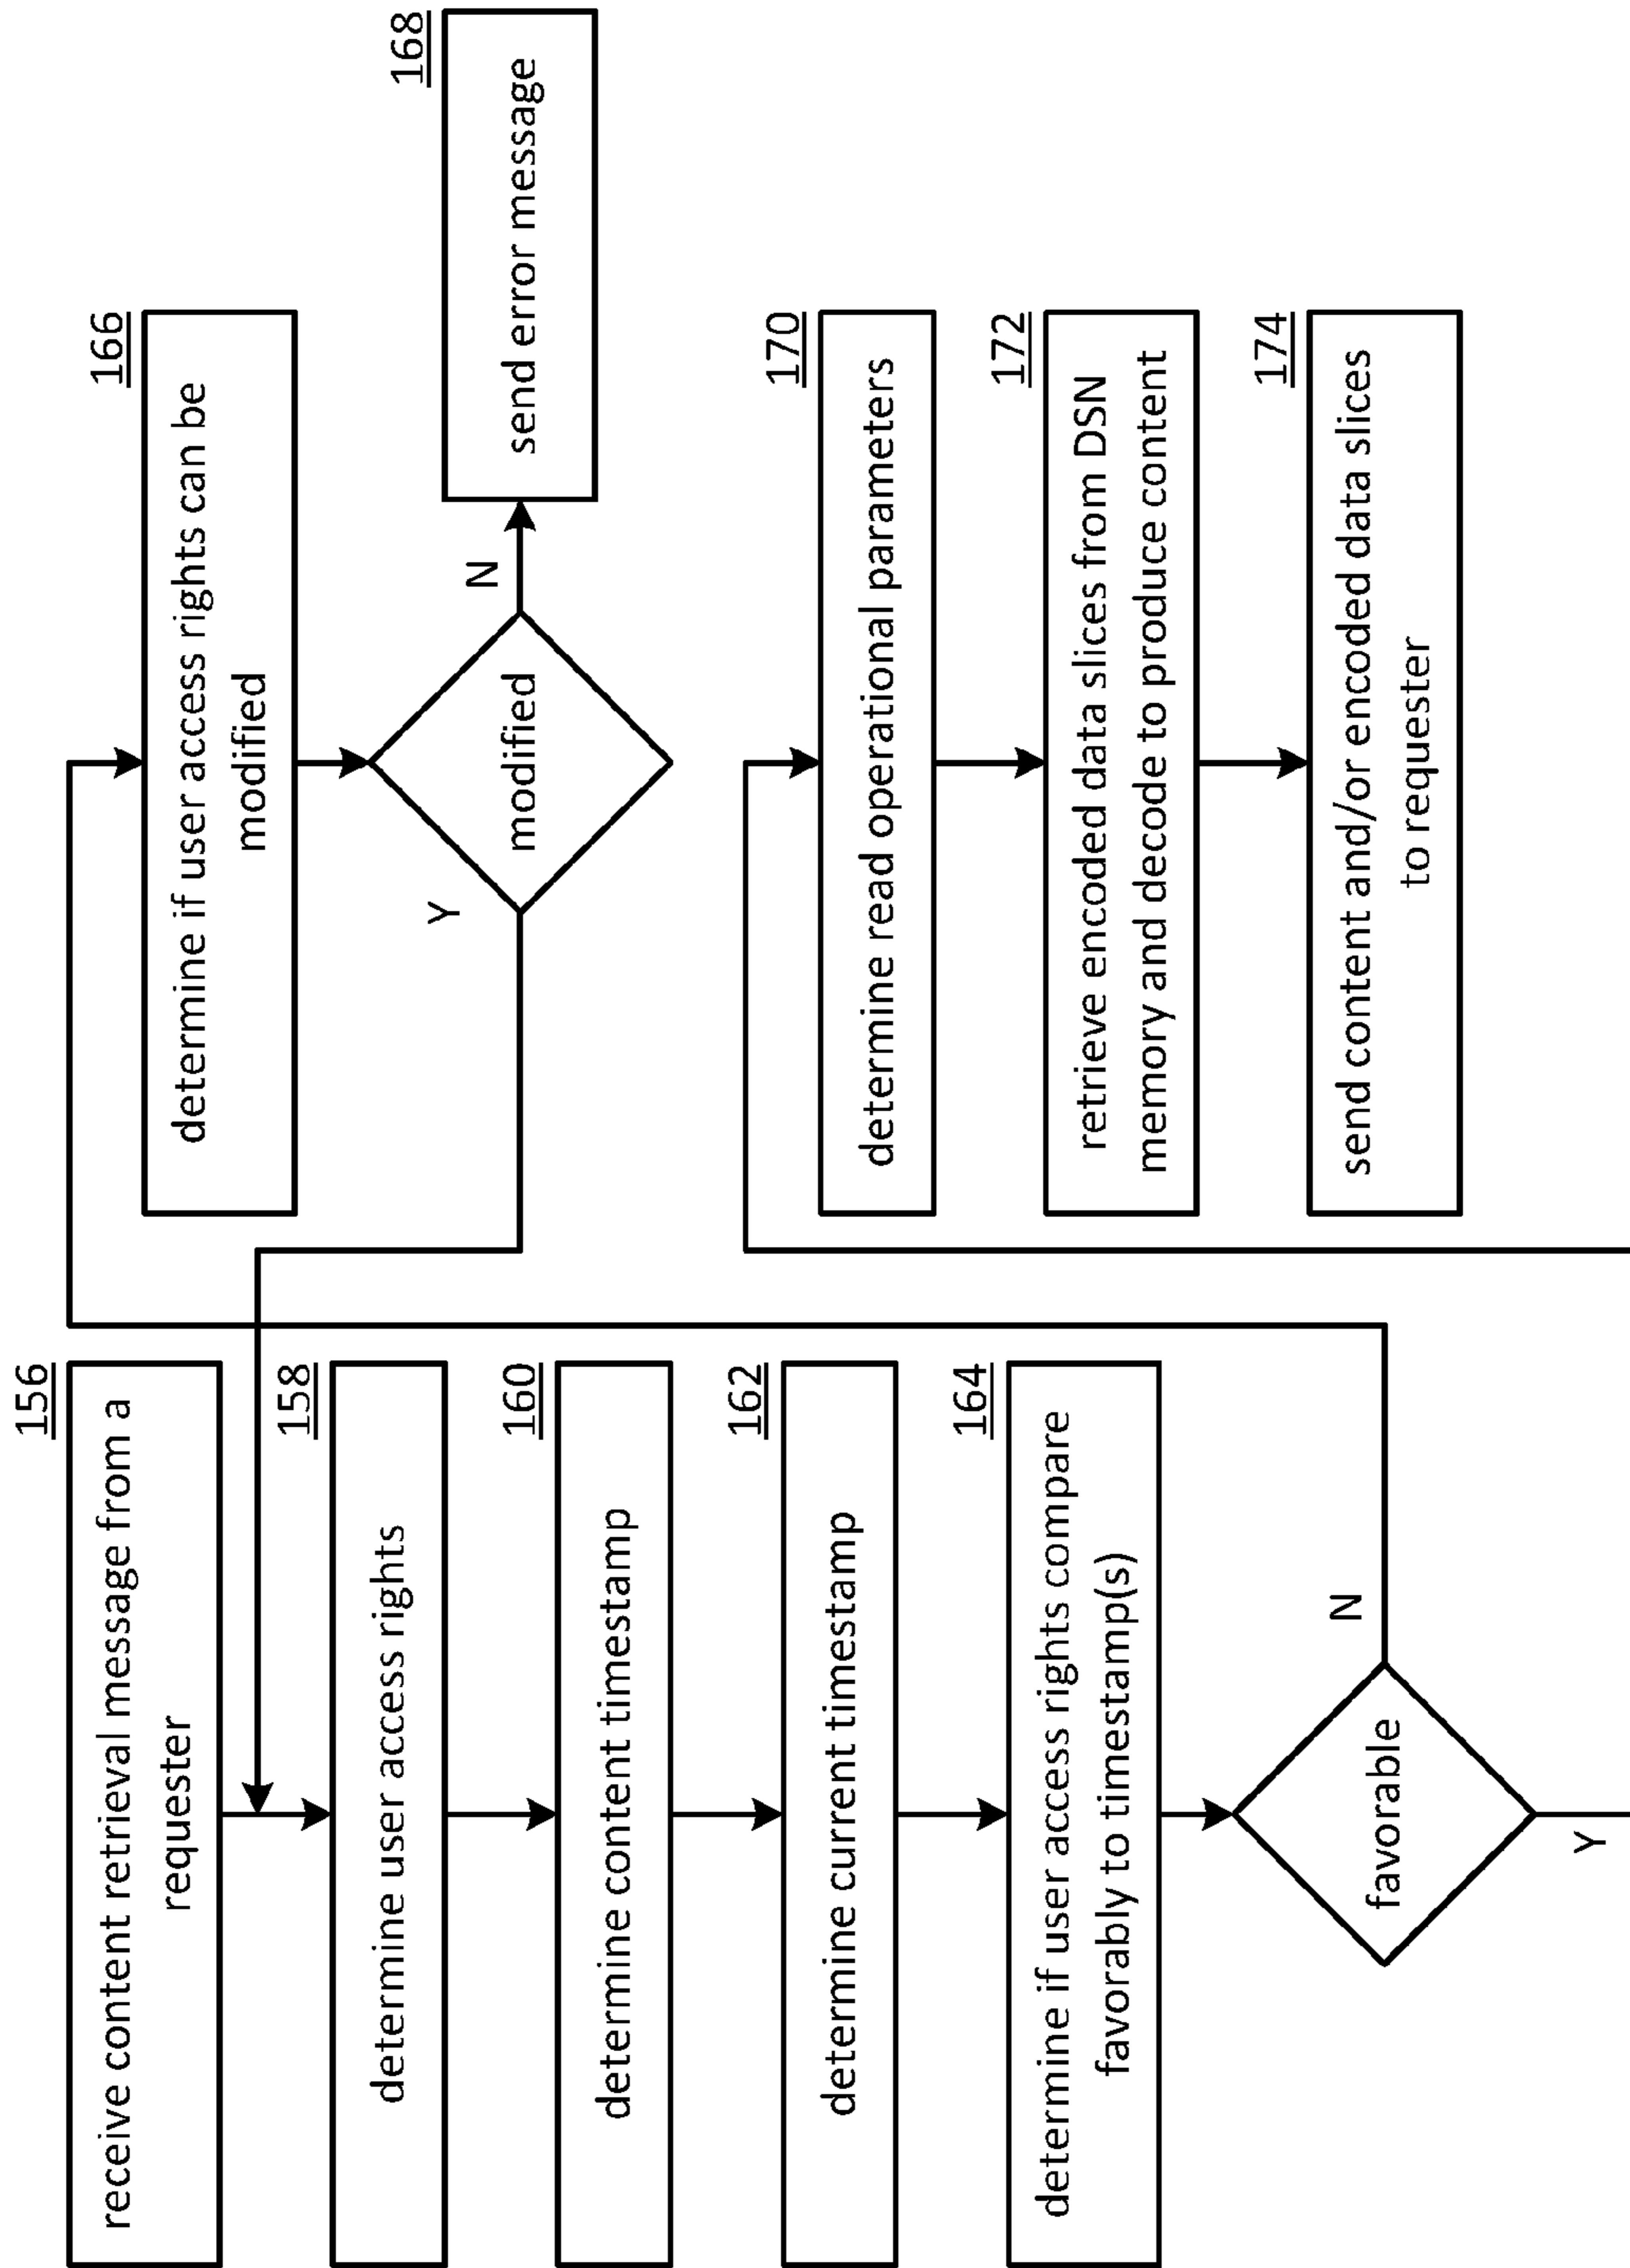 156
receive content retrieval message from a
requester
158
determine user access rights
160
determine content timestamp
162
determine current timestamp
164
determine if user access rights compare
favorably to timestamp(s)
favorable
N
Y
166
determine if user access rights can be
modified
modified
Y
N
168
send error message
170
determine read operational parameters
172
retrieve encoded data slices from DSN
memory and decode to produce content
174
send content and/or encoded data slices
to requester